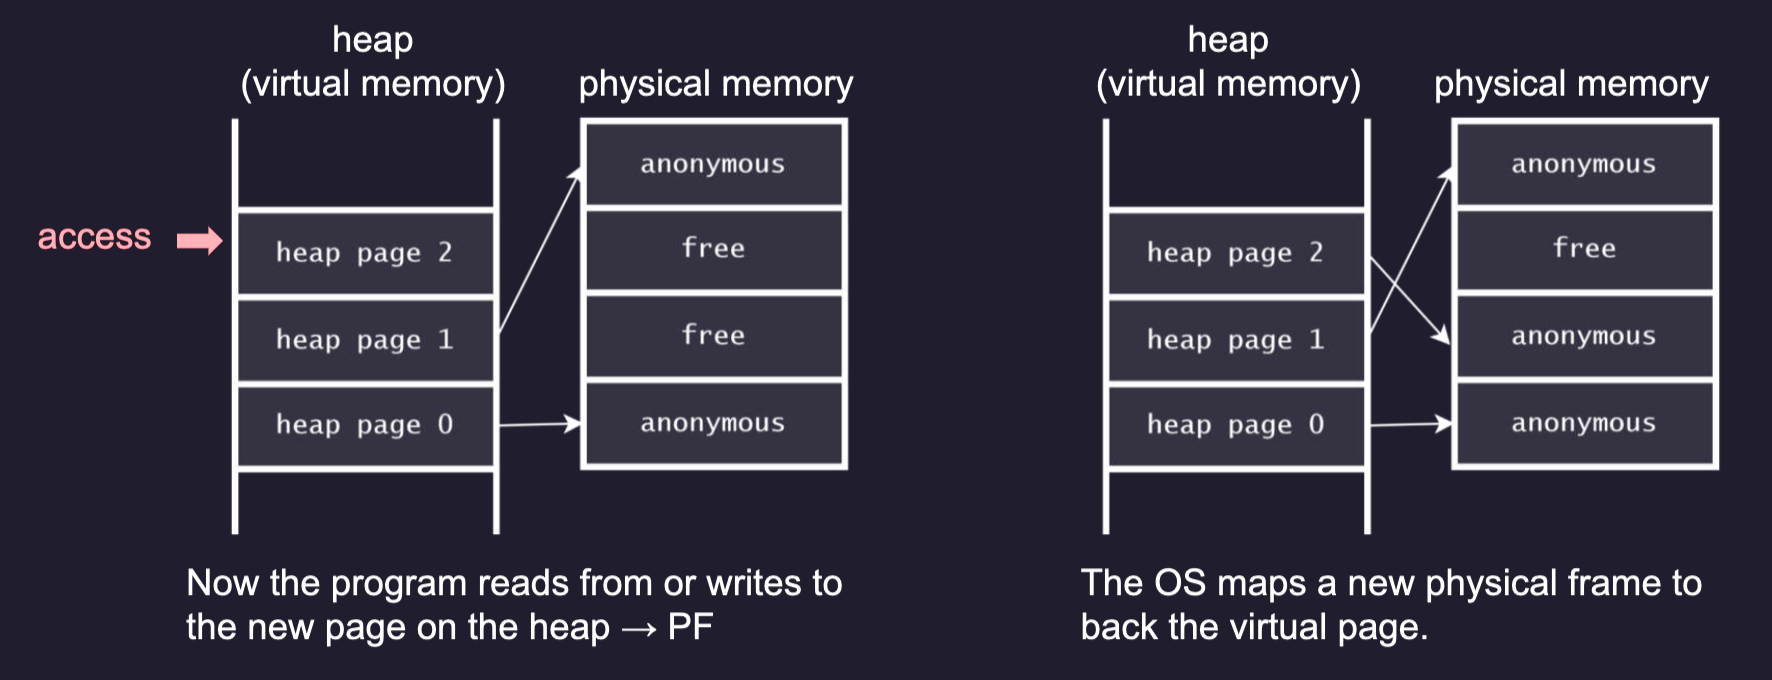 heap
(virtual memory)
physical memory
access
heap page 2
heap page 1
heap page 0
anonymous
free
free
anonymous
Now the program reads from or writes to
the new page on the heap → PF
heap
(virtual memory)
physical memory
heap page 2
heap page 1
heap page 0
anonymous
free
anonymous
anonymous
The OS maps a new physical frame to
back the virtual page.